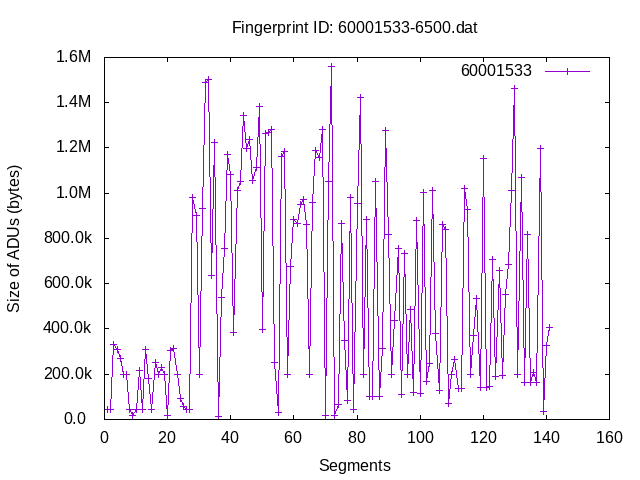 Fingerprint ID: 60001533-6500.dat
60001533
Size of ADUs (bytes)
1.6M
1.4M
1.2M
1.0M
800.0k
600.0k
400.0k
200.0k
0.0
0 20 40 60 80 100 120 140 160
Segments